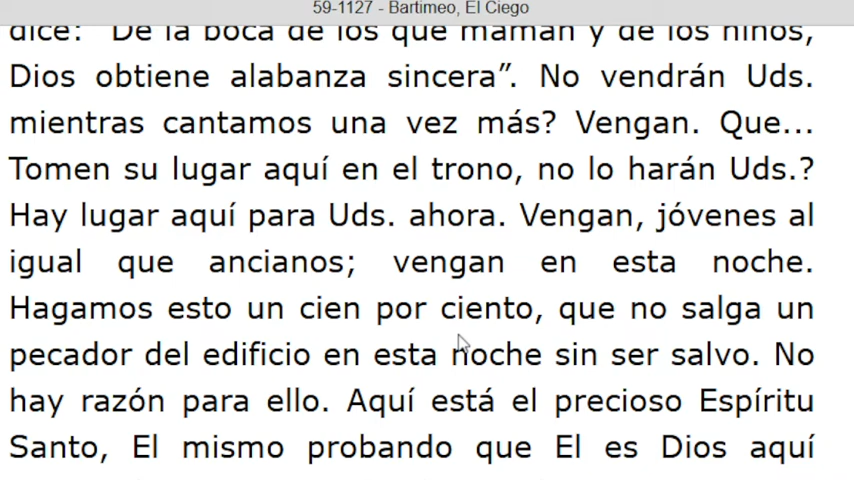 59-1127 - Bartimeo, El Ciego
dice: “De la boca de los que maman y de los niños,
Dios obtiene alabanza sincera”. No vendrán Uds.
mientras cantamos una vez más? Vengan. Que...
Tomen su lugar aquí en el trono, no lo harán Uds.?
Hay lugar aquí para Uds. ahora. Vengan, jóvenes al
igual que ancianos; vengan en esta noche.
Hagamos esto un cien por ciento, que no salga un
pecador del edificio en esta noche sin ser salvo. No
hay razón para ello. Aquí está el precioso Espíritu
Santo, El mismo probando que El es Dios aquí